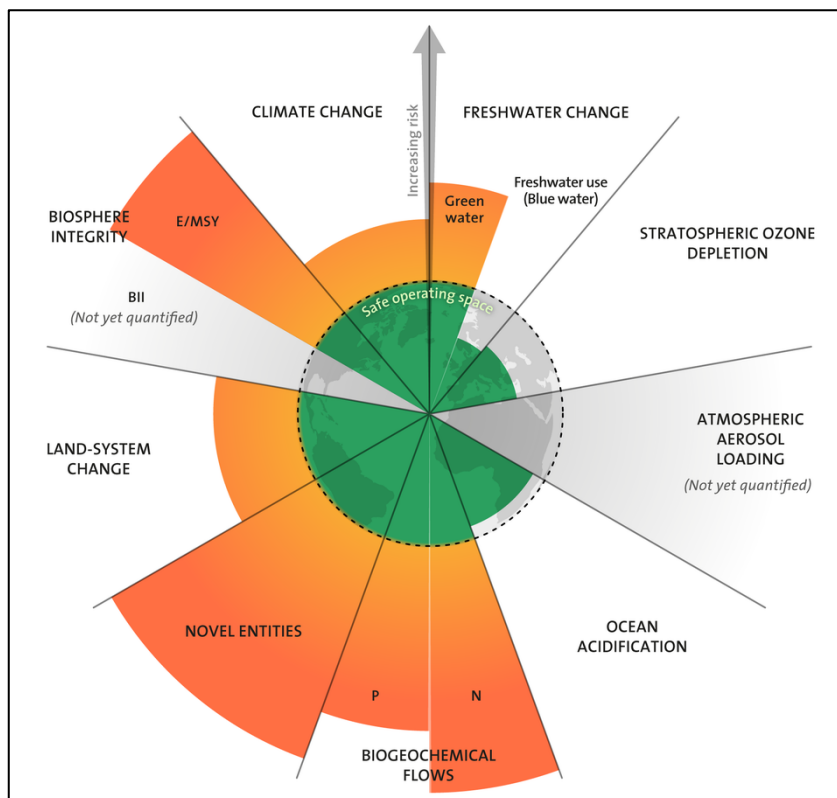 CLIMATE CHANGE
Increasing risk
FRESHWATER CHANGE
Green
water
Freshwater use
(Blue water)
STRATOSPHERIC OZONE
DEPLETION
BIOSPHERE
INTEGRITY
E/MSY
BII
(Not yet quantified)
Safe operating space
ATMOSPHERIC
AEROSOL
LOADING
(Not yet quantified)
LAND-SYSTEM
CHANGE
NOVEL ENTITIES
OCEAN
ACIDIFICATION
P
N
BIOGEOCHEMICAL
FLOWS